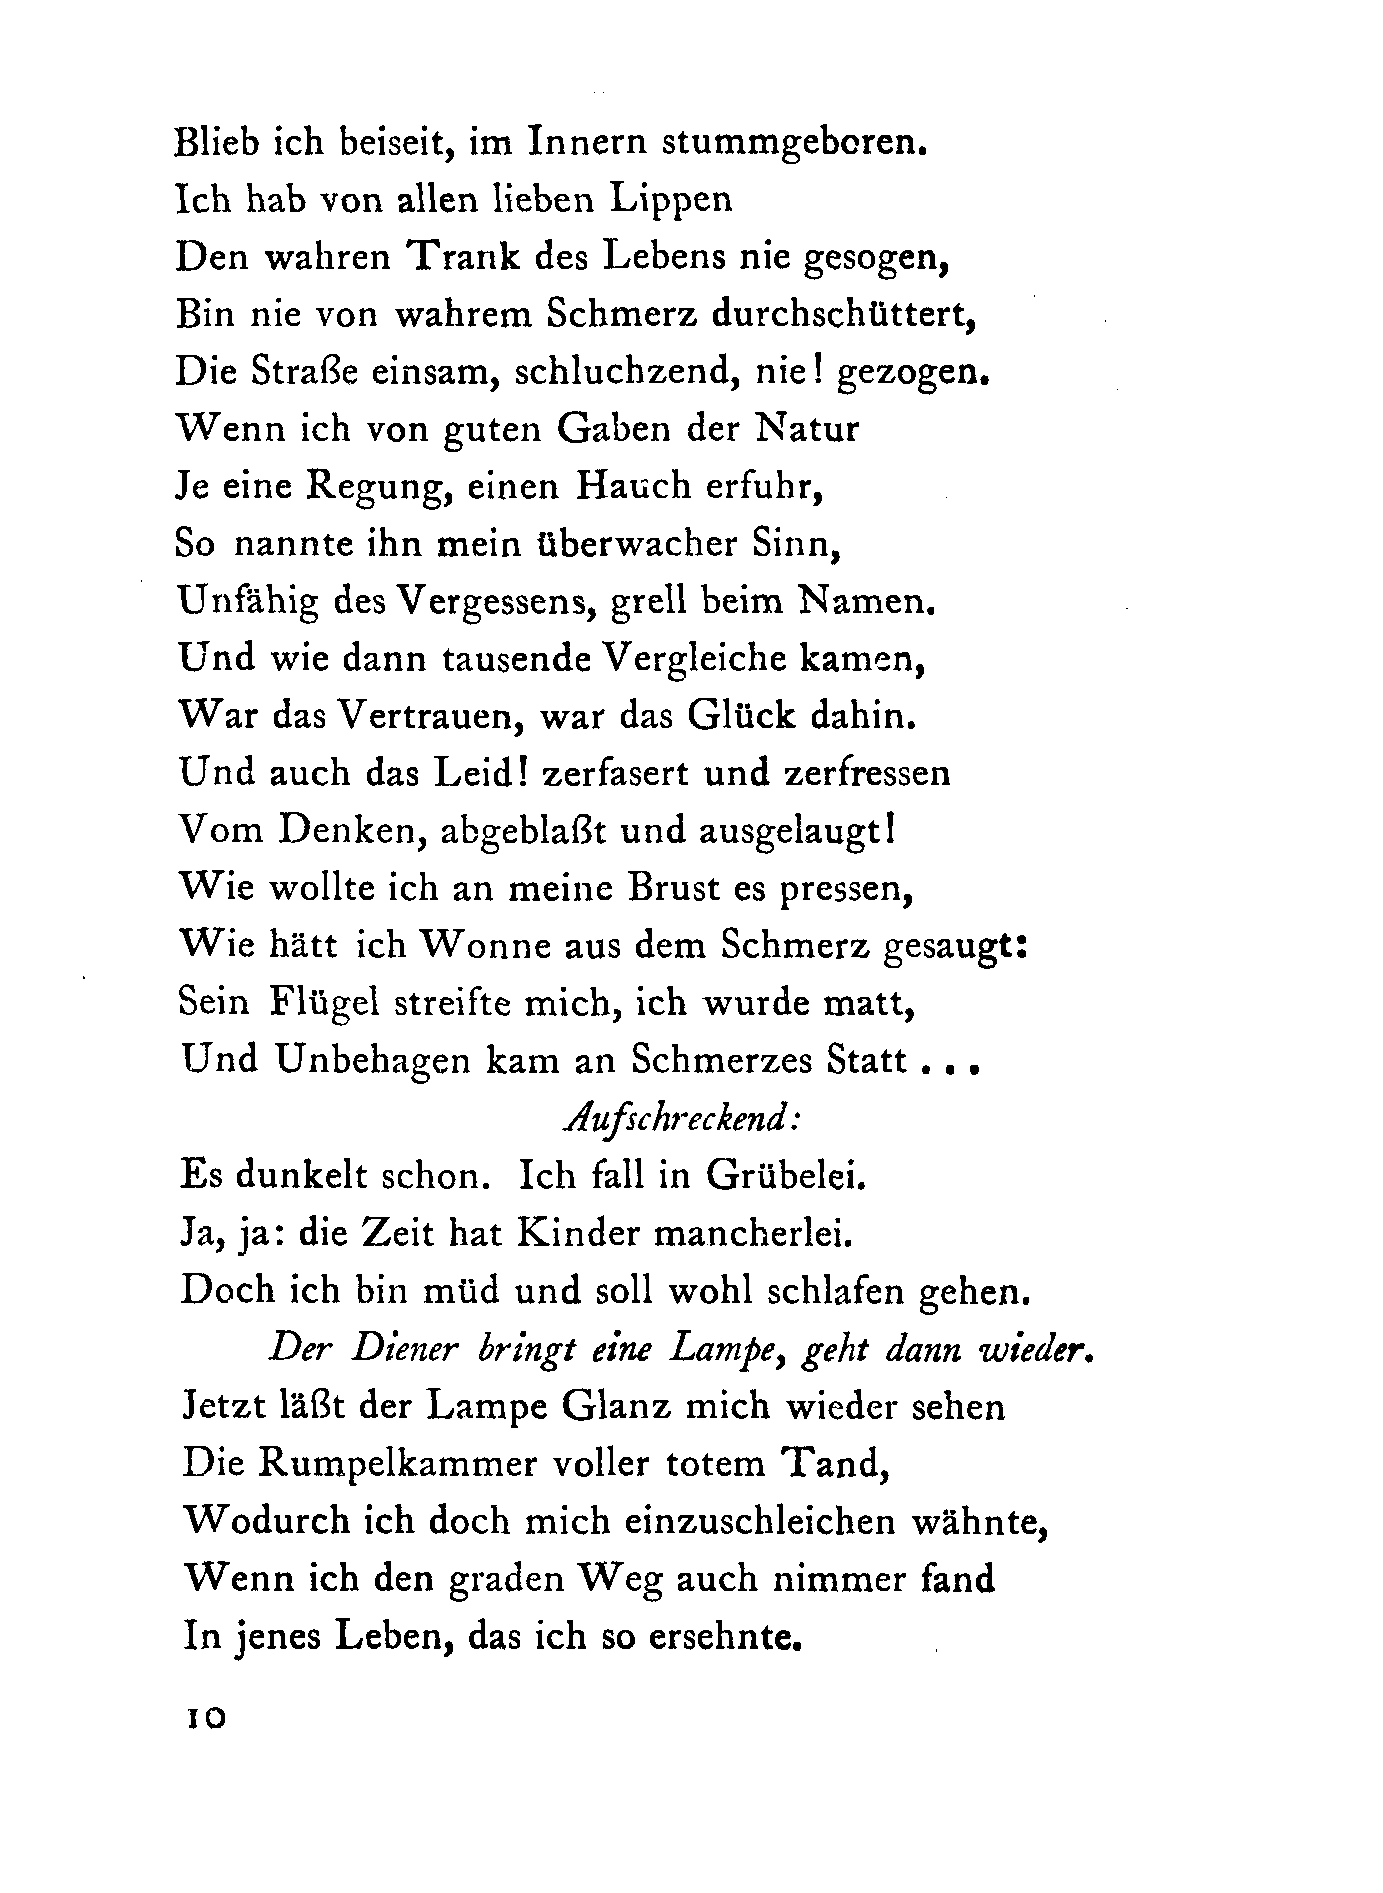 Blieb ich beiseit, im Innern stummgeboren.
Ich hab von allen lieben Lippen
Den wahren Trank des Lebens nie gesogen,
Bin nie von wahrem Schmerz durchschüttert,
Die Straße einsam, schluchzend, nie! gezogen.
Wenn ich von guten Gaben der Natur
Je eine Regung, einen Hauch erfuhr,
So nannte ihn mein überwacher Sinn,
Unfähig des Vergessens, grell beim Namen.
Und wie dann tausende Vergleiche kamen,
War das Vertrauen, war das Glück dahin.
Und auch das Leid! zerfasert und zerfressen
Vom Denken, abgeblaßt und ausgelaugt!
Wie wollte ich an meine Brust es pressen,
Wie hätt ich Wonne aus dem Schmerz gesaugt:
Sein Flügel streifte mich, ich wurde matt,
Und Unbehagen kam an Schmerzes Statt . . .
Aufschreckend:
Es dunkelt schon. Ich fall in Grübelei.
Ja, ja: die Zeit hat Kinder mancherlei.
Doch ich bin müd und soll wohl schlafen gehen.
Der Diener bringt eine Lampe, geht dann wieder.
Jetzt läßt der Lampe Glanz mich wieder sehen
Die Rumpelkammer voller totem Tand,
Wodurch ich doch mich einzuschleichen wähnte,
Wenn ich den graden Weg auch nimmer fand
In jenes Leben, das ich so ersehnte.
10